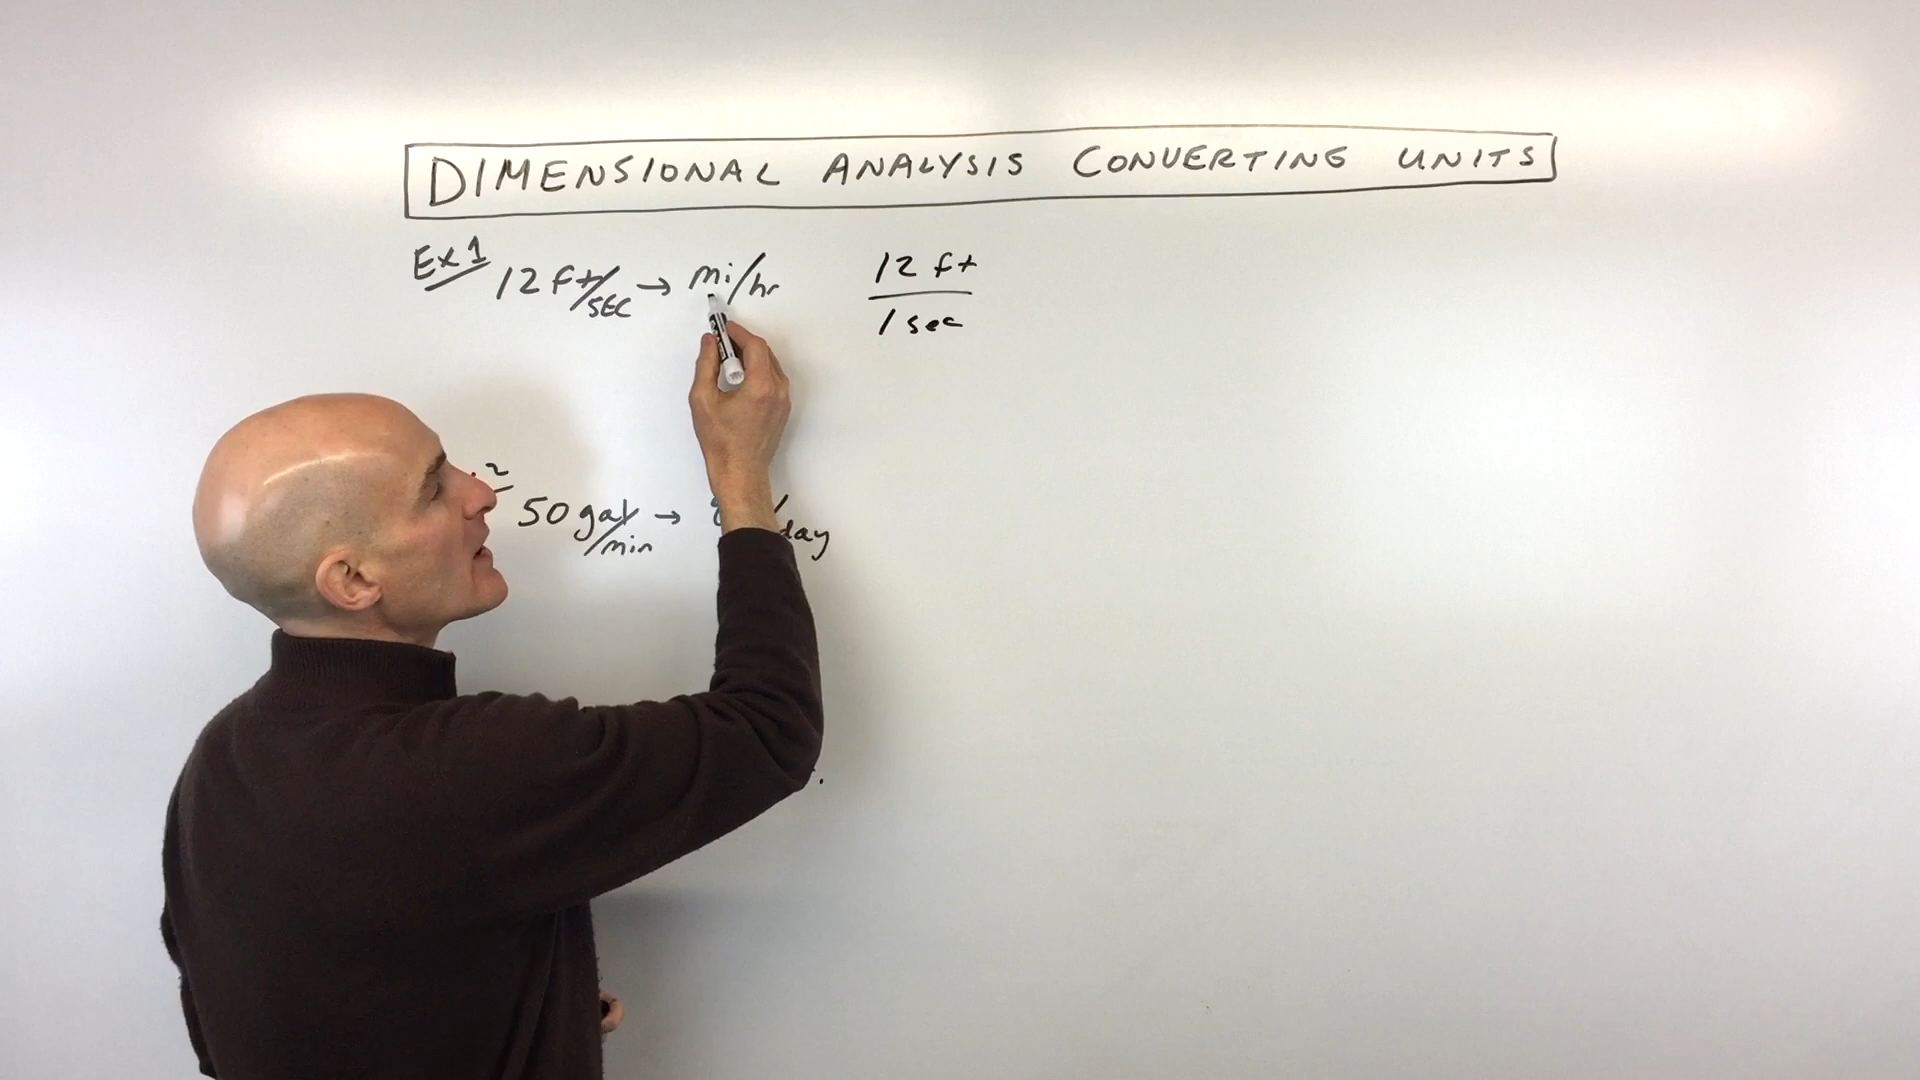 DIMENSIONAL ANALYSIS CONVERTING UNITS
Ex 1 12 ft/SEC → mi/hr
12 ft
1 sec
2 50 gal/min → /day